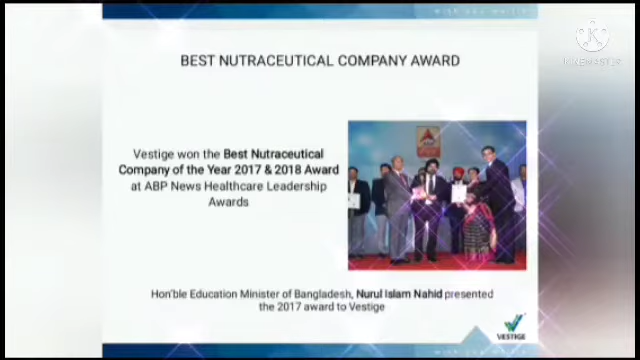 BEST NUTRACEUTICAL COMPANY AWARD
KINEMASTER
Vestige won the Best Nutraceutical
Company of the Year 2017 & 2018 Award
at ABP News Healthcare Leadership
Awards
Hon'ble Education Minister of Bangladesh, Nurul Islam Nahid presented
the 2017 award to Vestige
VESTIGE